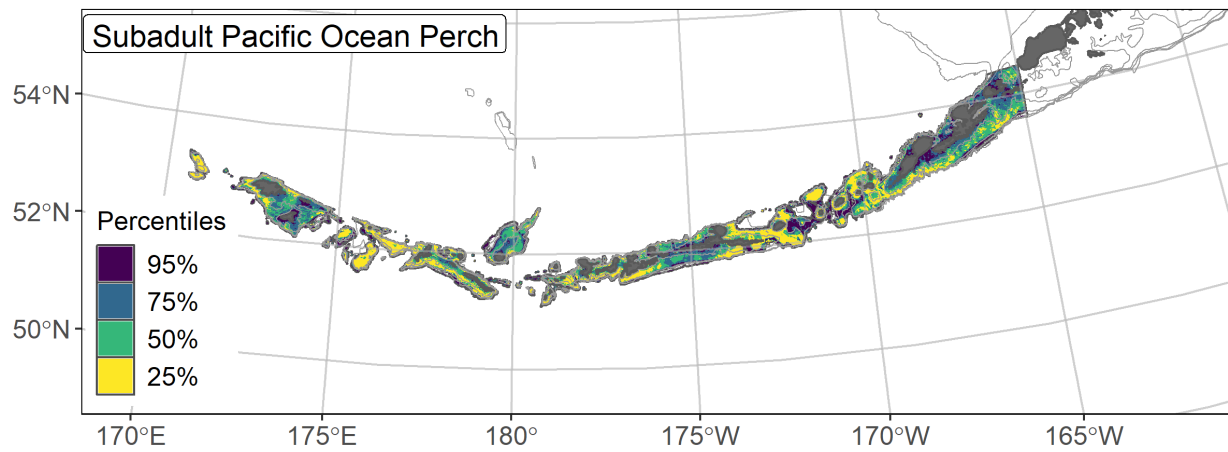 Subadult Pacific Ocean Perch
54°N
52°N
50°N
Percentiles
95%
75%
50%
25%
170°E
175°E
180°
175°W
170°W
165°W